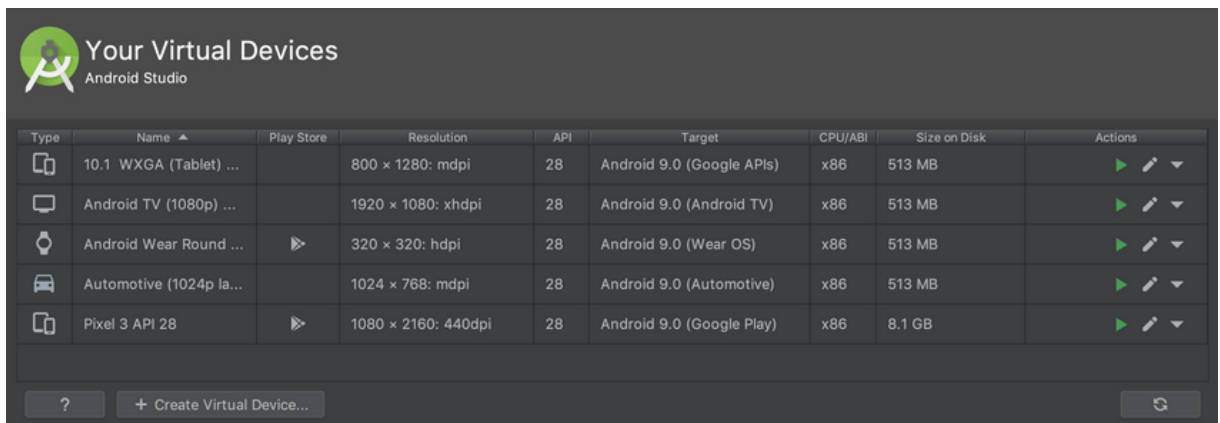 Your Virtual Devices
Android Studio
Type Name Play Store Resolution API Target CPU/ABI Size on Disk Actions
10.1 WXGA (Tablet) ... 800 × 1280: mdpi 28 Android 9.0 (Google APIs) x86 513 MB
Android TV (1080p) ... 1920 × 1080: xhdpi 28 Android 9.0 (Android TV) x86 513 MB
Android Wear Round ... 320 × 320: hdpi 28 Android 9.0 (Wear OS) x86 513 MB
Automotive (1024p la... 1024 × 768: mdpi 28 Android 9.0 (Automotive) x86 513 MB
Pixel 3 API 28 1080 × 2160: 440dpi 28 Android 9.0 (Google Play) x86 8.1 GB
? + Create Virtual Device...